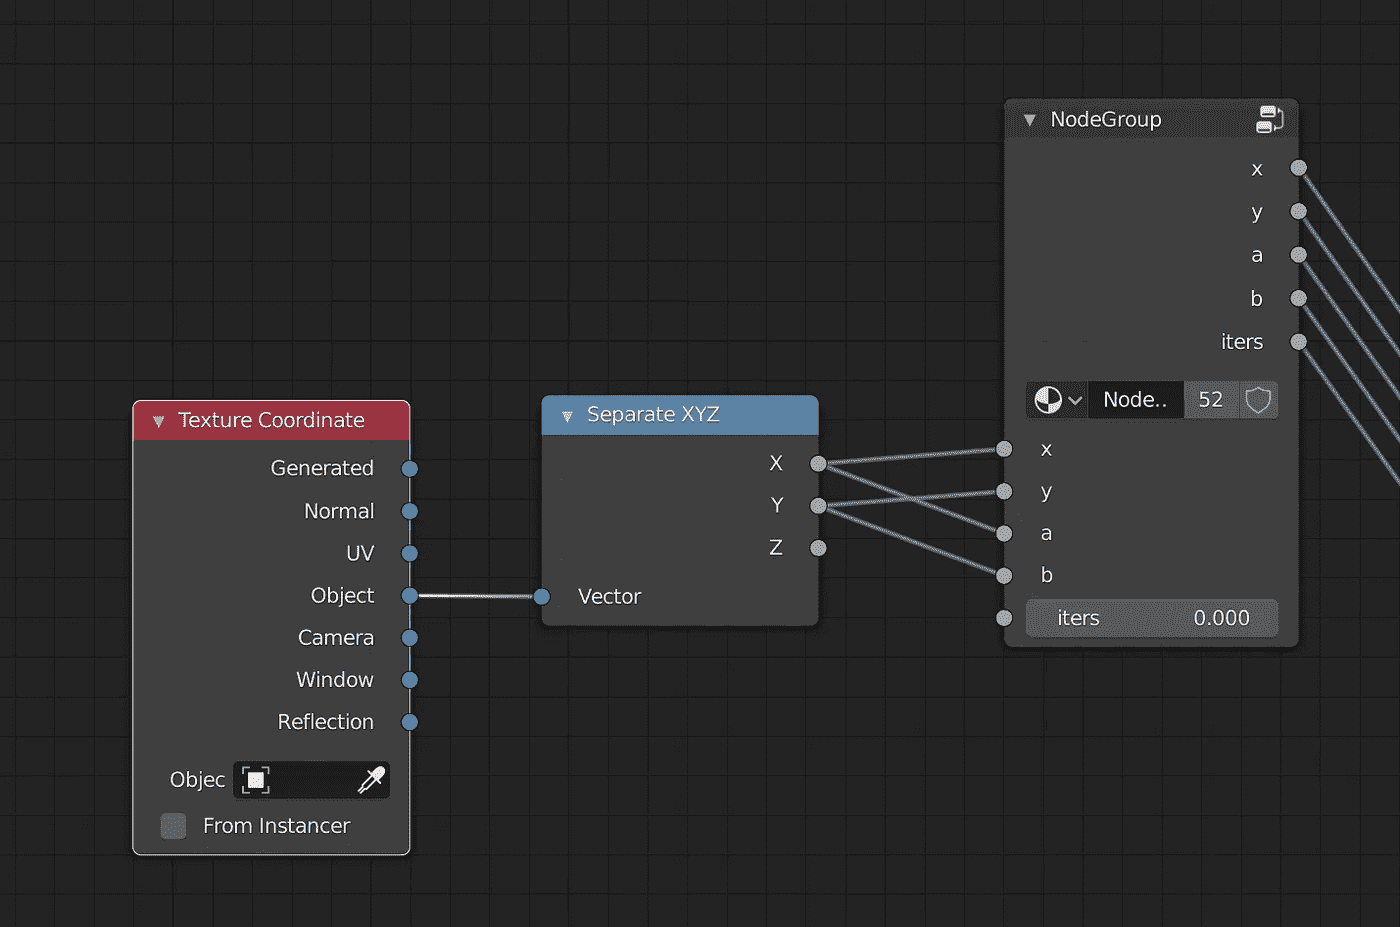 Texture Coordinate
Generated
Normal
UV
Object
Camera
Window
Reflection
Objec
From Instancer
Separate XYZ
X
Y
Z
Vector
NodeGroup
x
y
a
b
iters
Node.. 52
x
y
a
b
iters 0.000